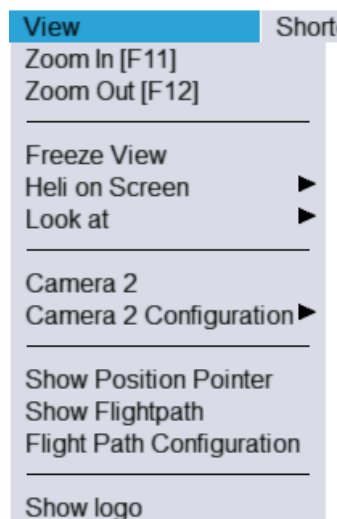 View Short
Zoom In [F11]
Zoom Out [F12]
Freeze View
Heli on Screen
Look at
Camera 2
Camera 2 Configuration
Show Position Pointer
Show Flightpath
Flight Path Configuration
Show logo